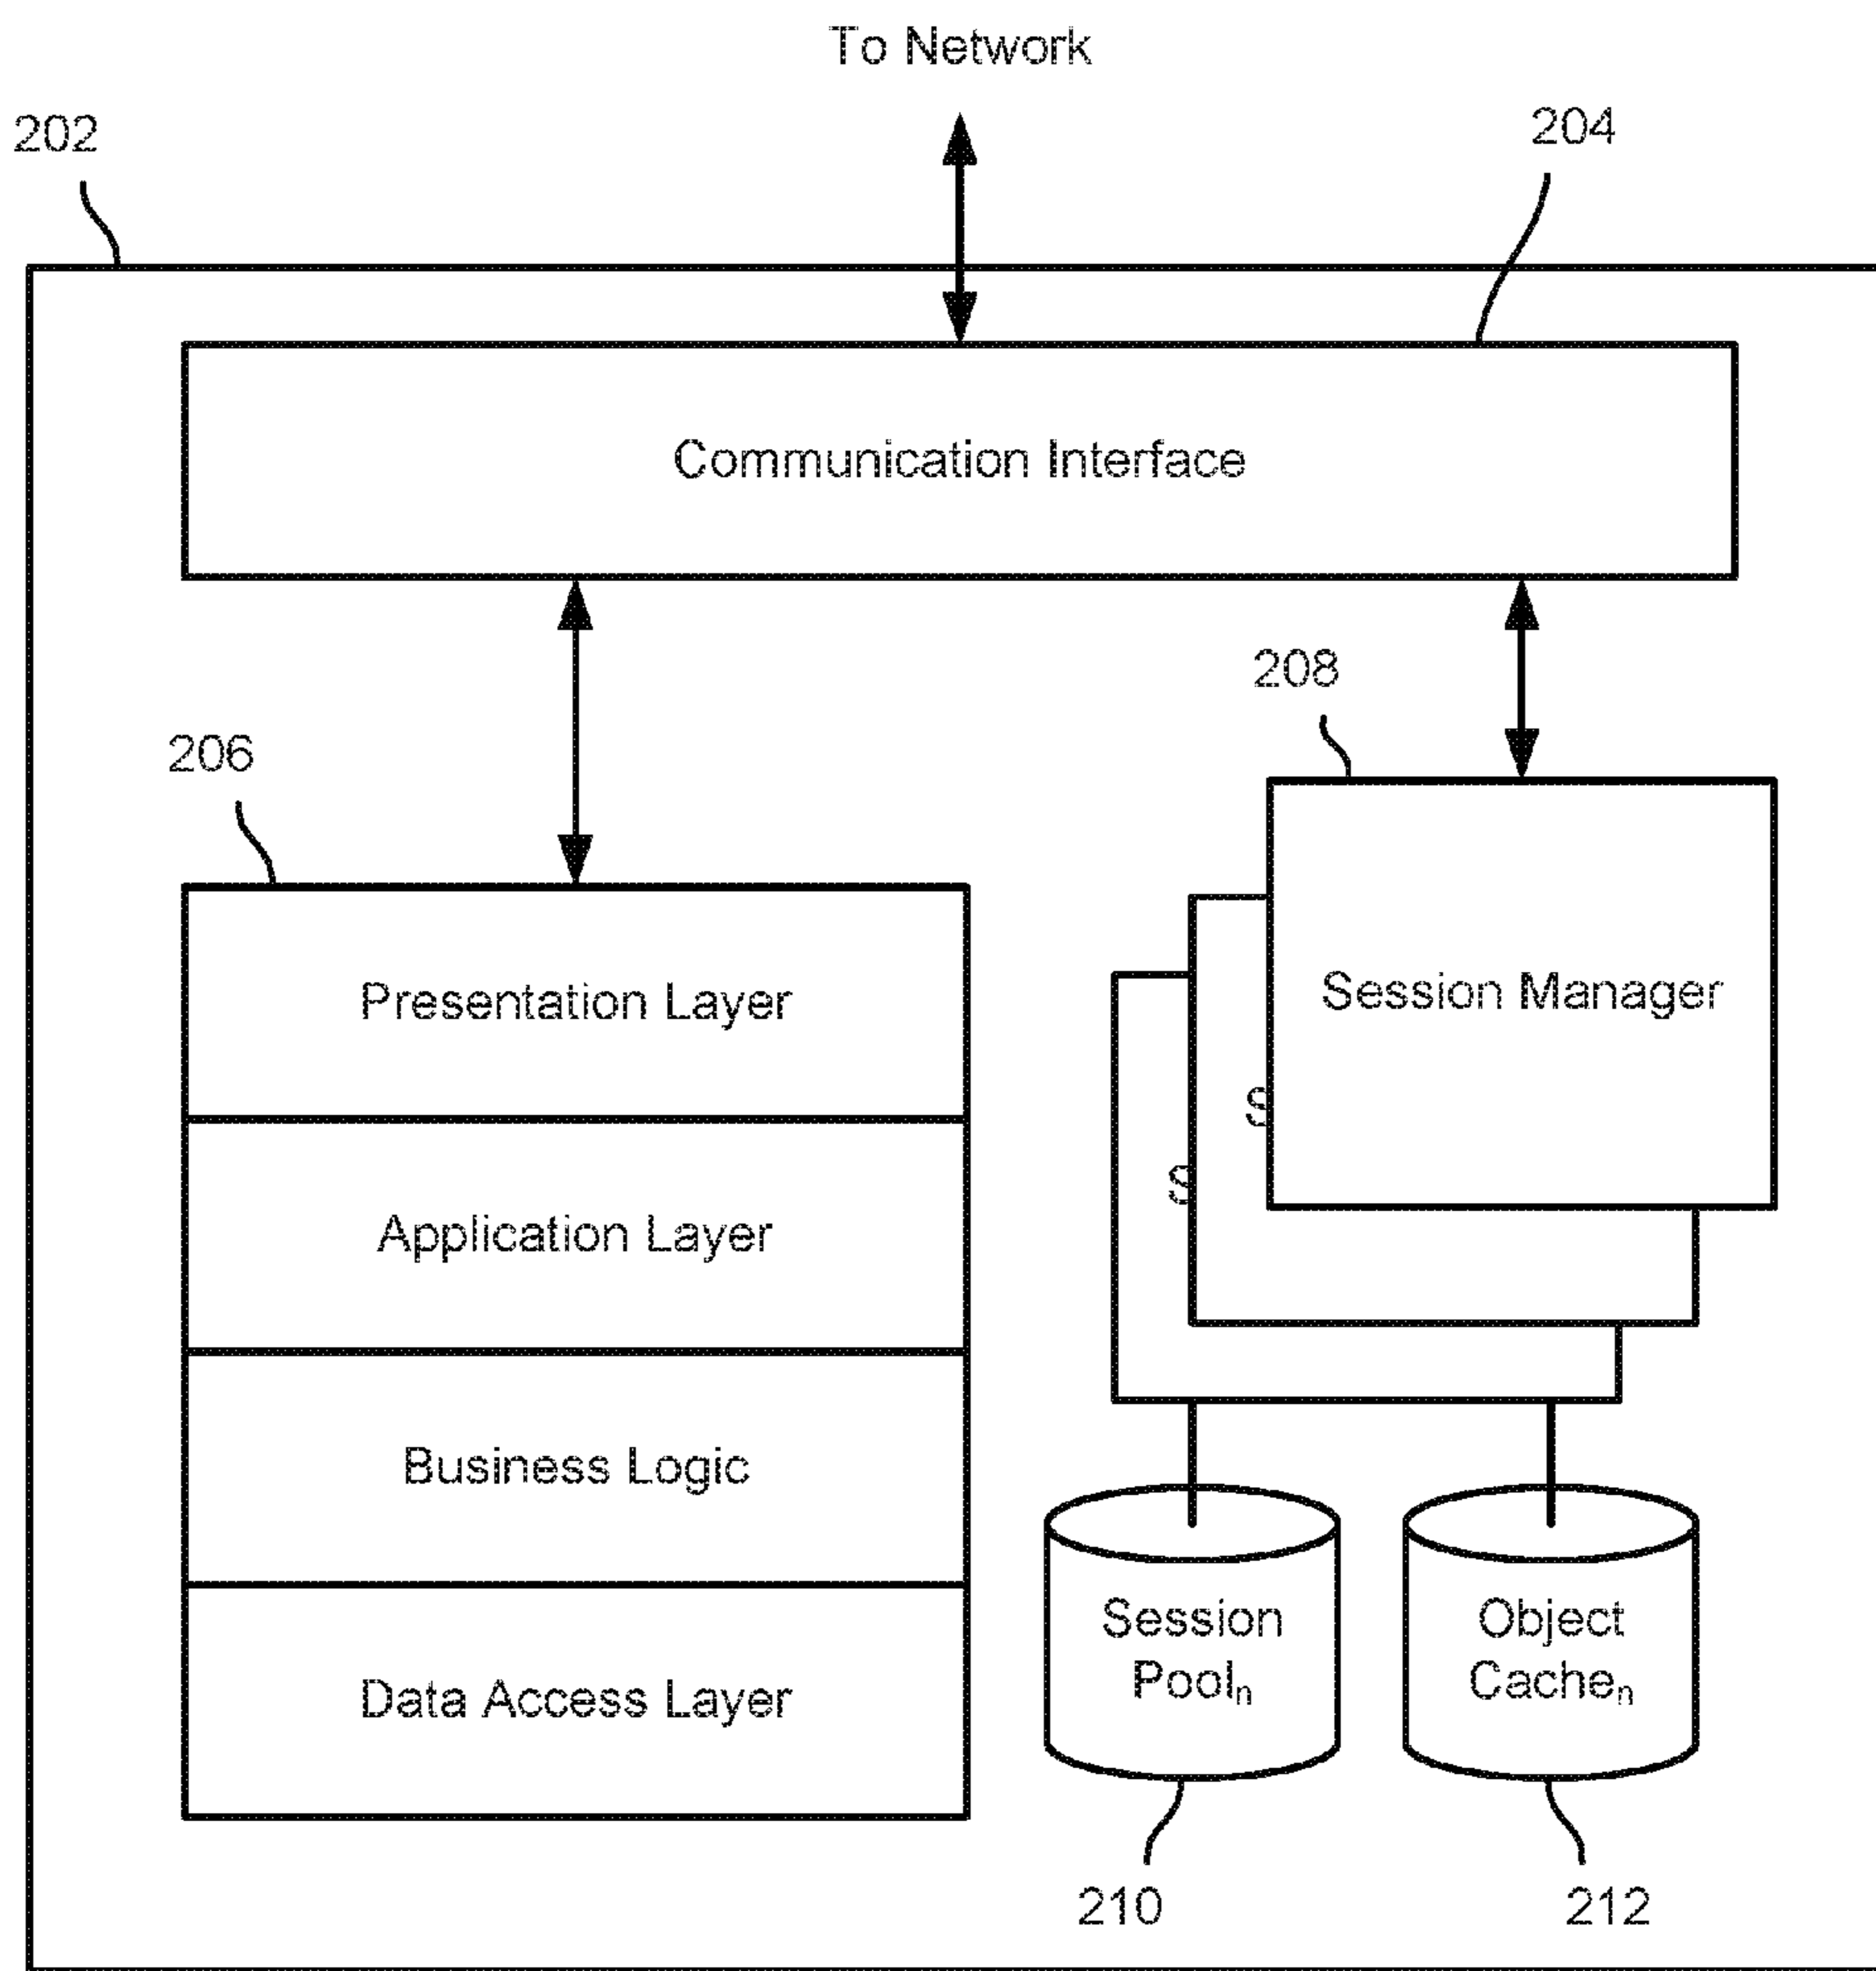 To Network
202
204
Communication Interface
208
206
Session Manager
Presentation Layer
S
S
Application Layer
Business Logic
Data Access Layer
Session
Pooln
Object
Cachen
210
212